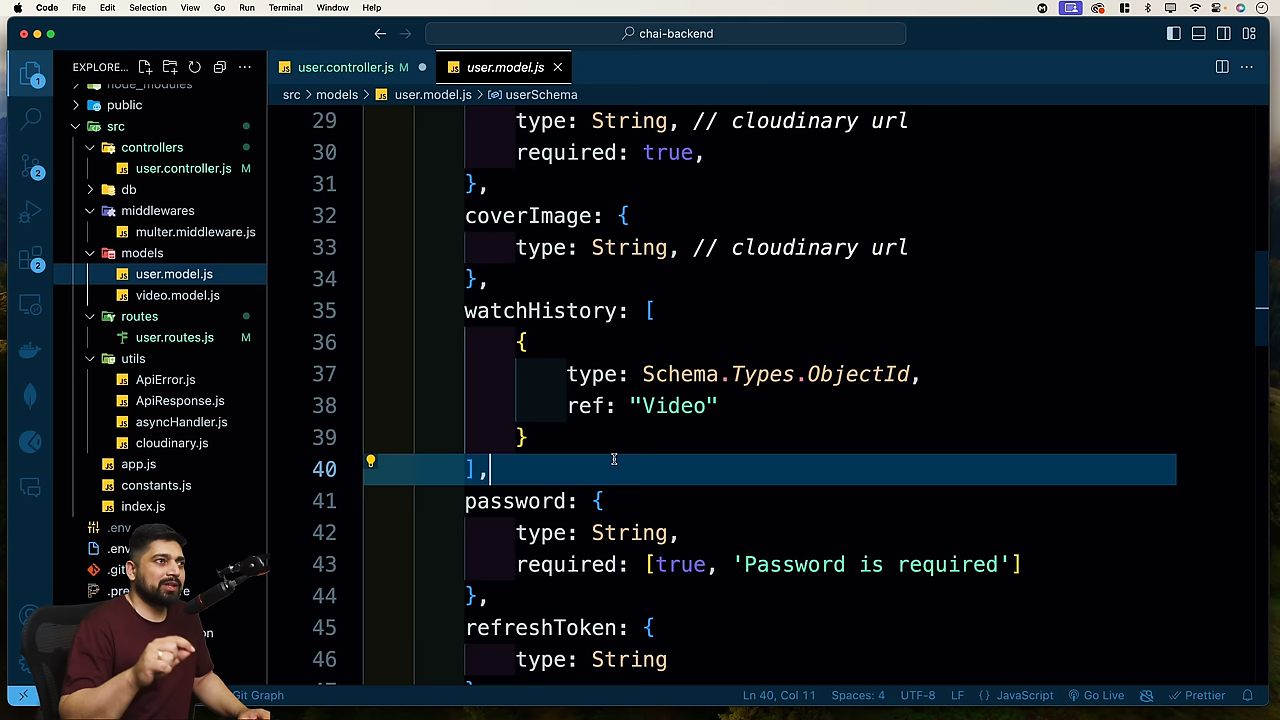 Code File Edit Selection View Go Run Terminal Window Help
chai-backend
EXPLORE...
user.controller.js M
user.model.js
src > models > user.model.js > userSchema
node_modules
public
src
controllers
user.controller.js M
db
middlewares
multer.middleware.js
models
user.model.js
video.model.js
routes
user.routes.js M
utils
ApiError.js
ApiResponse.js
asyncHandler.js
cloudinary.js
app.js
constants.js
index.js
.env
1
2
2
29 type: String, // cloudinary url
30 required: true,
31 },
32 coverImage: {
33 type: String, // cloudinary url
34 },
35 watchHistory: [
36 {
37 type: Schema.Types.ObjectId,
38 ref: "Video"
39 }
40 ],
41 password: {
42 type: String,
43 required: [true, 'Password is required']
44 },
45 refreshToken: {
46 type: String
Git Graph
Ln 40, Col 11 Spaces: 4 UTF-8 LF {} JavaScript Go Live Prettier